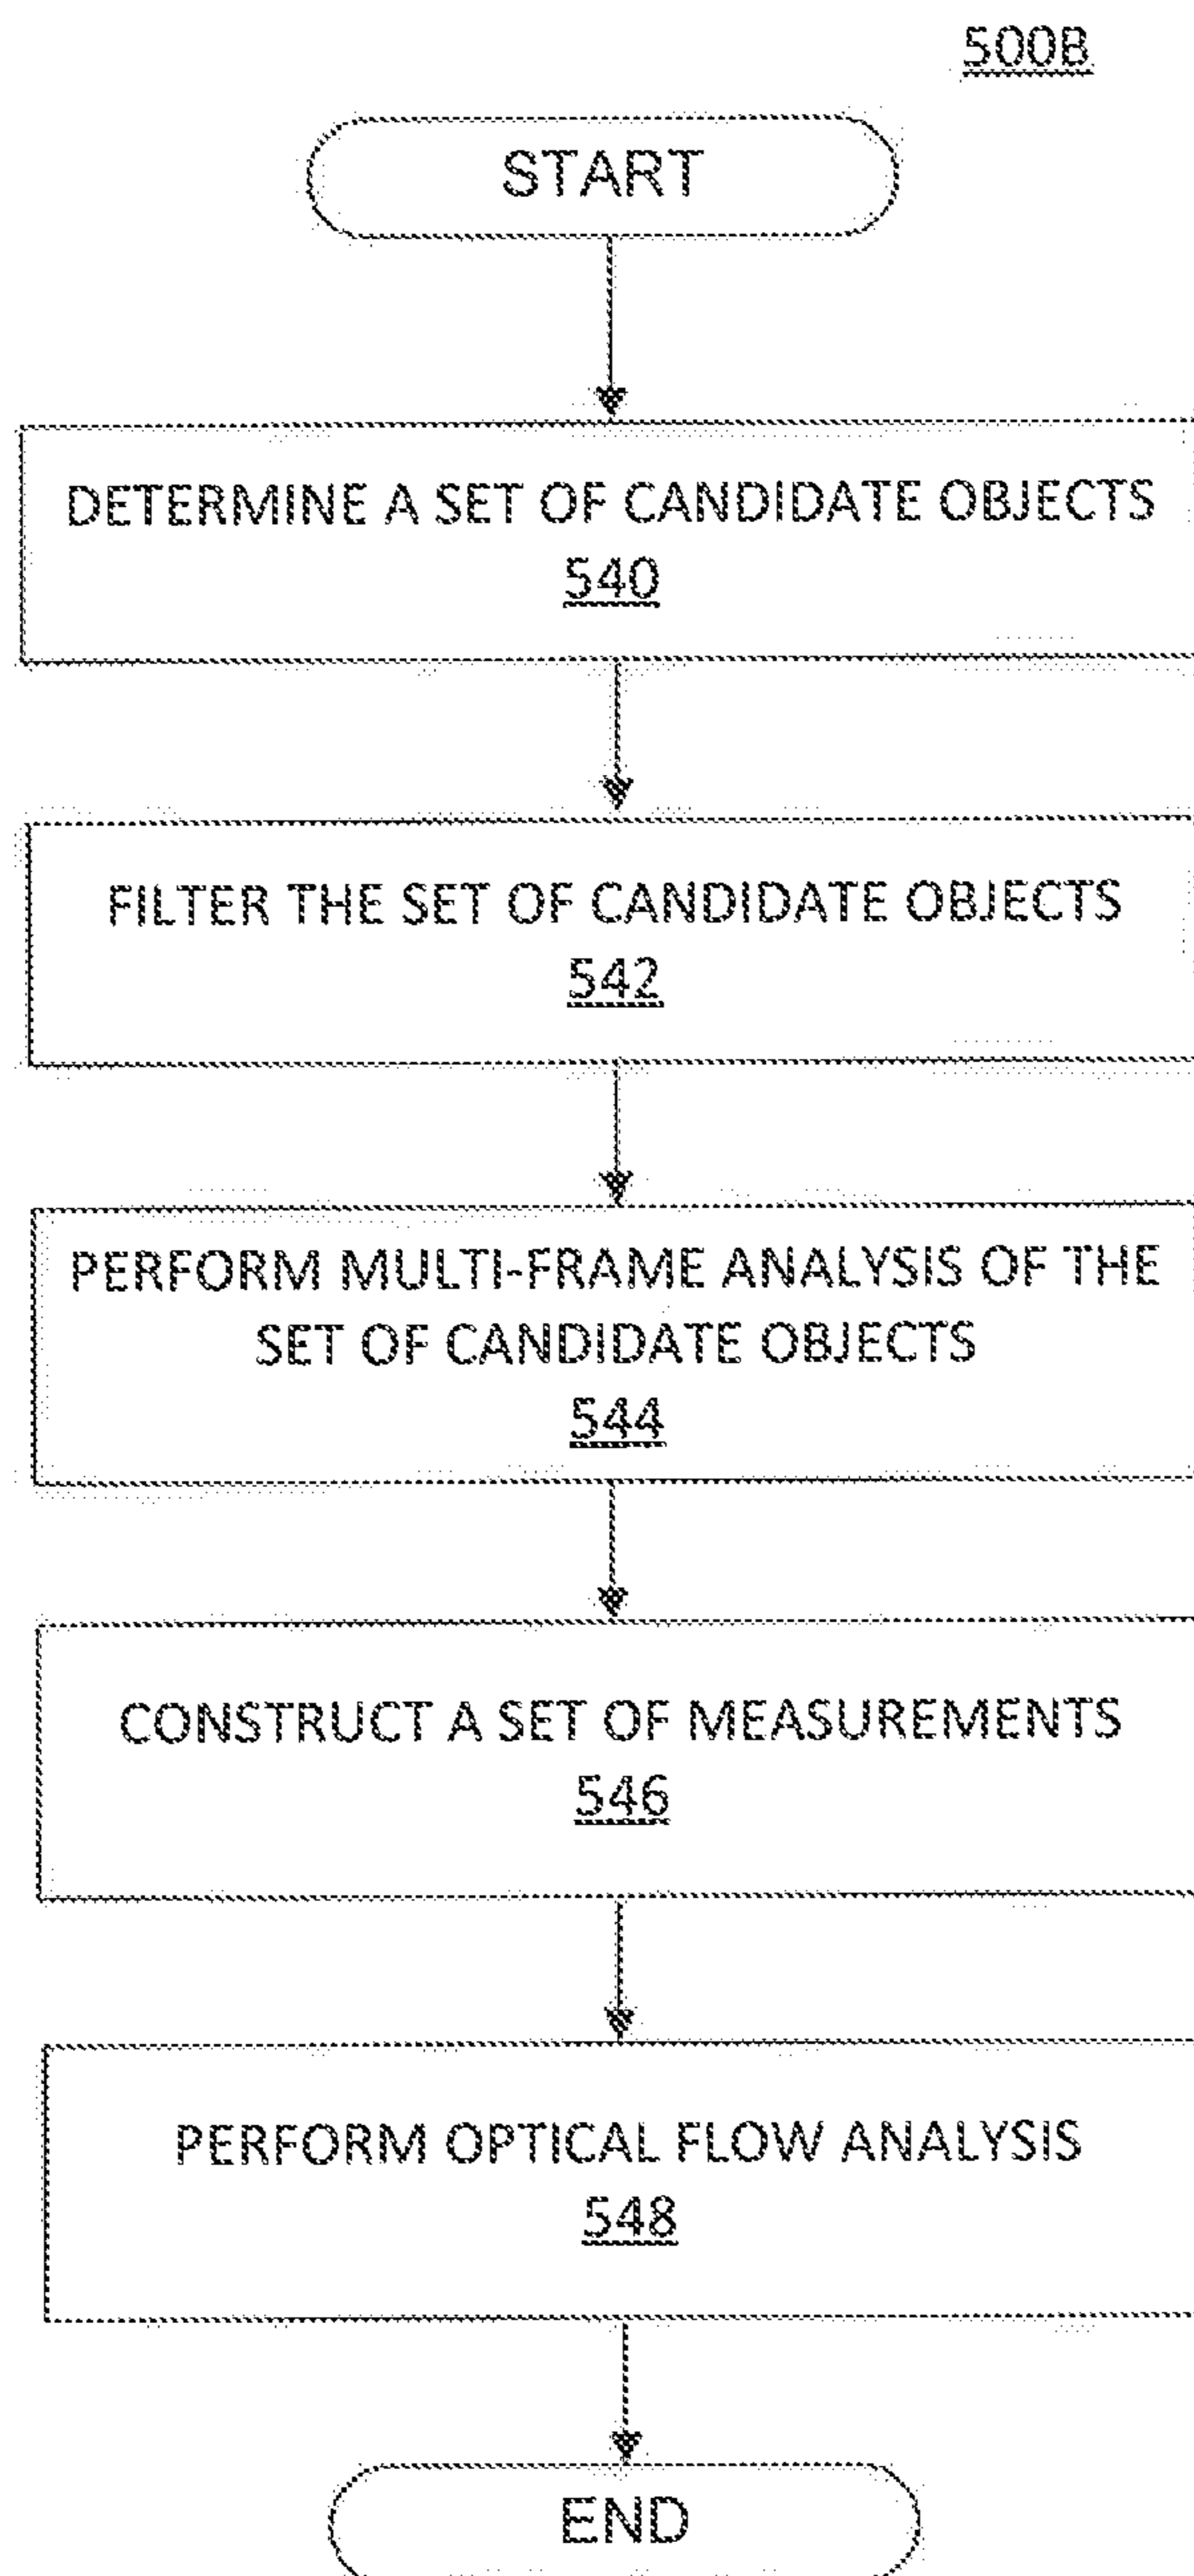 500B
START
DETERMINE A SET OF CANDIDATE OBJECTS
540
FILTER THE SET OF CANDIDATE OBJECTS
542
PERFORM MULTI-FRAME ANALYSIS OF THE
SET OF CANDIDATE OBJECTS
544
CONSTRUCT A SET OF MEASUREMENTS
546
PERFORM OPTICAL FLOW ANALYSIS
548
END